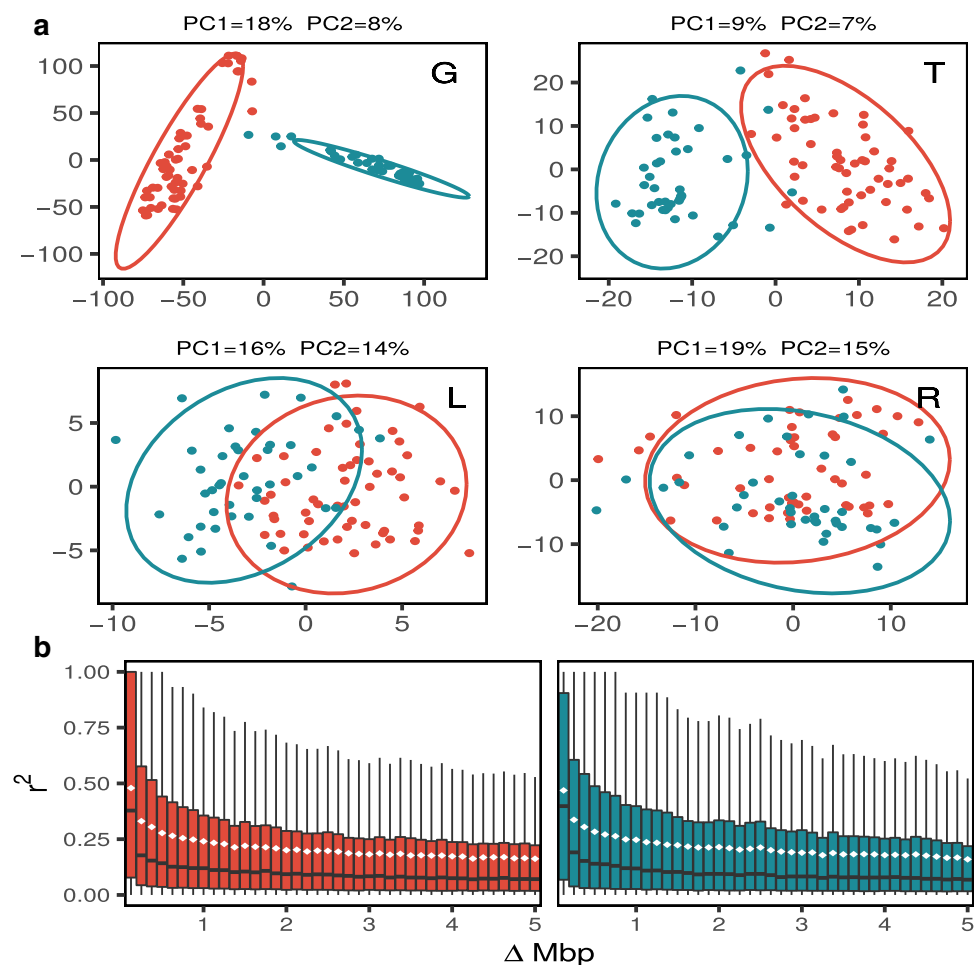 a
PC1=18% PC2=8%
G
100
50
0
−50
−100
−100 −50 0 50 100
PC1=9% PC2=7%
T
20
10
0
−10
−20
−20 −10 0 10 20
PC1=16% PC2=14%
L
5
0
−5
−10 −5 0 5
PC1=19% PC2=15%
R
10
0
−10
−20 −10 0 10
b
r²
1.00
0.75
0.50
0.25
0.00
1 2 3 4 5
1 2 3 4 5
Δ Mbp